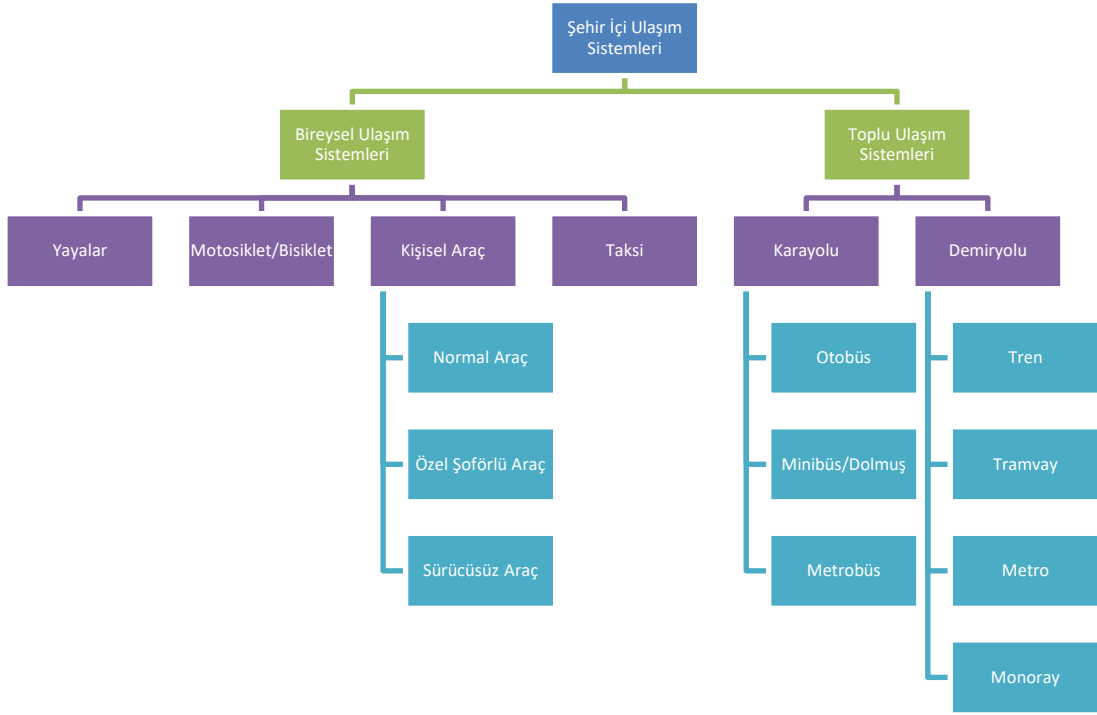 Şehir İçi Ulaşım
Sistemleri
Bireysel Ulaşım
Sistemleri
Toplu Ulaşım
Sistemleri
Yayalar
Motosiklet/Bisiklet
Kişisel Araç
Taksi
Karayolu
Demiryolu
Normal Araç
Otobüs
Tren
Özel Şoförlü Araç
Minibüs/Dolmuş
Tramvay
Sürücüsüz Araç
Metrobüs
Metro
Monoray